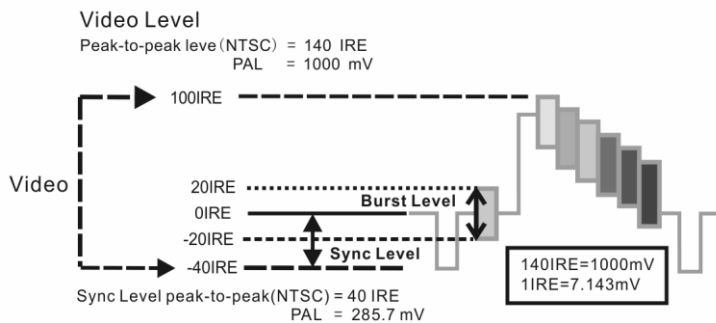 Video Level
Peak-to-peak leve(NTSC) = 140 IRE
PAL = 1000 mV
100IRE
Video
20IRE
Burst Level
0IRE
-20IRE
Sync Level
-40IRE
140IRE=1000mV
1IRE=7.143mV
Sync Level peak-to-peak(NTSC) = 40 IRE
PAL = 285.7 mV